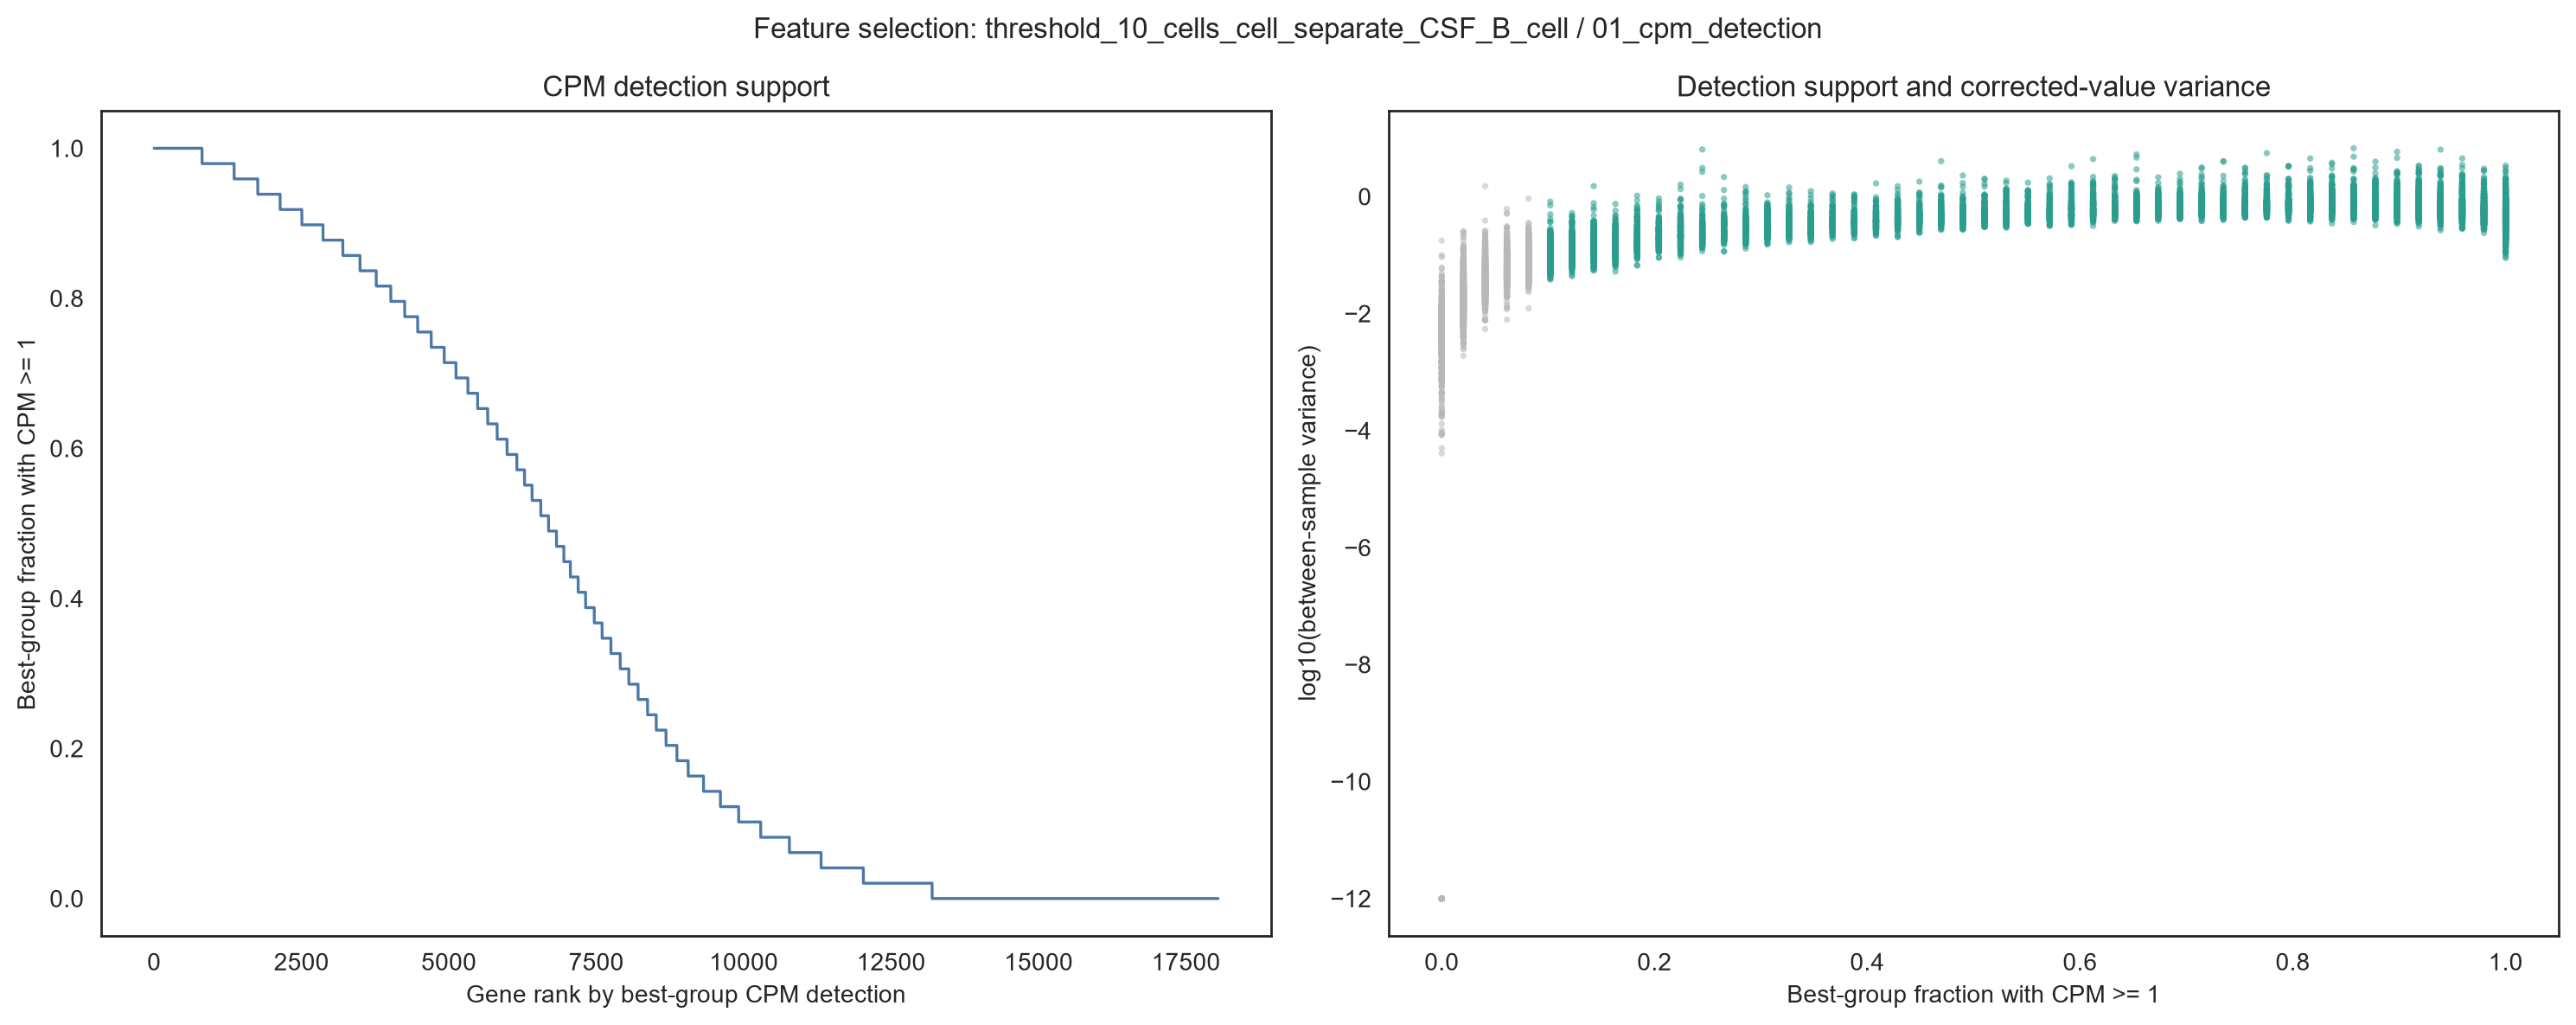 Feature selection: threshold_10_cells_cell_separate_CSF_B_cell / 01_cpm_detection
CPM detection support
Best-group fraction with CPM >= 1
1.0
0.8
0.6
0.4
0.2
0.0
0 2500 5000 7500 10000 12500 15000 17500
Gene rank by best-group CPM detection
Detection support and corrected-value variance
log10(between-sample variance)
0
−2
−4
−6
−8
−10
−12
0.0 0.2 0.4 0.6 0.8 1.0
Best-group fraction with CPM >= 1